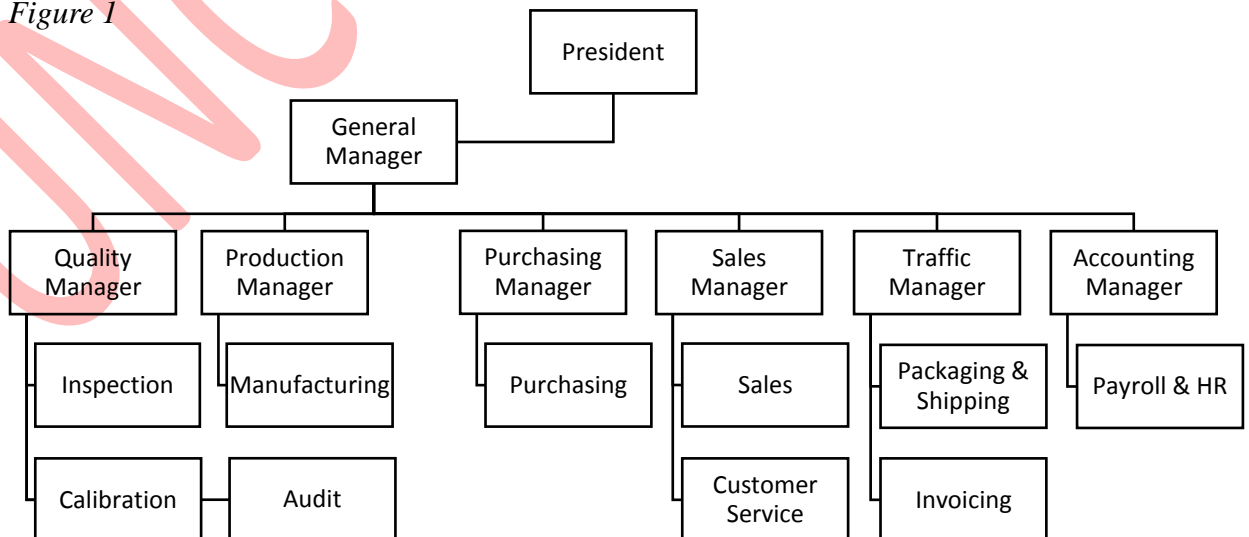 Figure 1
President
General
Manager
Quality
Manager
Production
Manager
Purchasing
Manager
Sales
Manager
Traffic
Manager
Accounting
Manager
Inspection
Manufacturing
Purchasing
Sales
Packaging &
Shipping
Payroll & HR
Calibration
Audit
Customer
Service
Invoicing